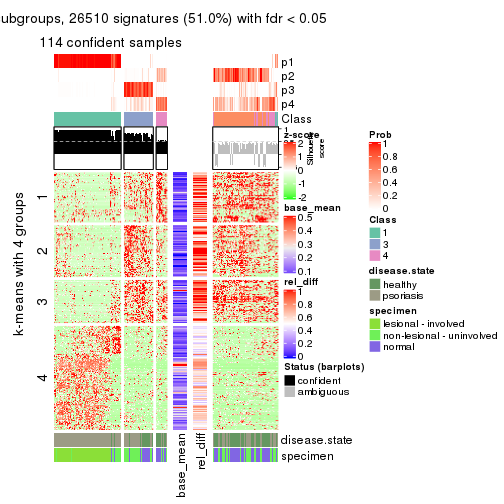 ubgroups, 26510 signatures (51.0%) with fdr < 0.05
114 confident samples
p1
p2
p3
p4
Class
1
Silhouette
score
k-means with 4 groups
1
2
3
4
base_mean
rel_diff
disease.state
specimen
z-score
2
1
0
-1
-2
base_mean
0.5
0.4
0.3
0.2
0.1
rel_diff
1
0.8
0.6
0.4
0.2
0
Status (barplots)
confident
ambiguous
Prob
1
0.8
0.6
0.4
0.2
0
Class
1
3
4
disease.state
healthy
psoriasis
specimen
lesional - involved
non-lesional - uninvolved
normal